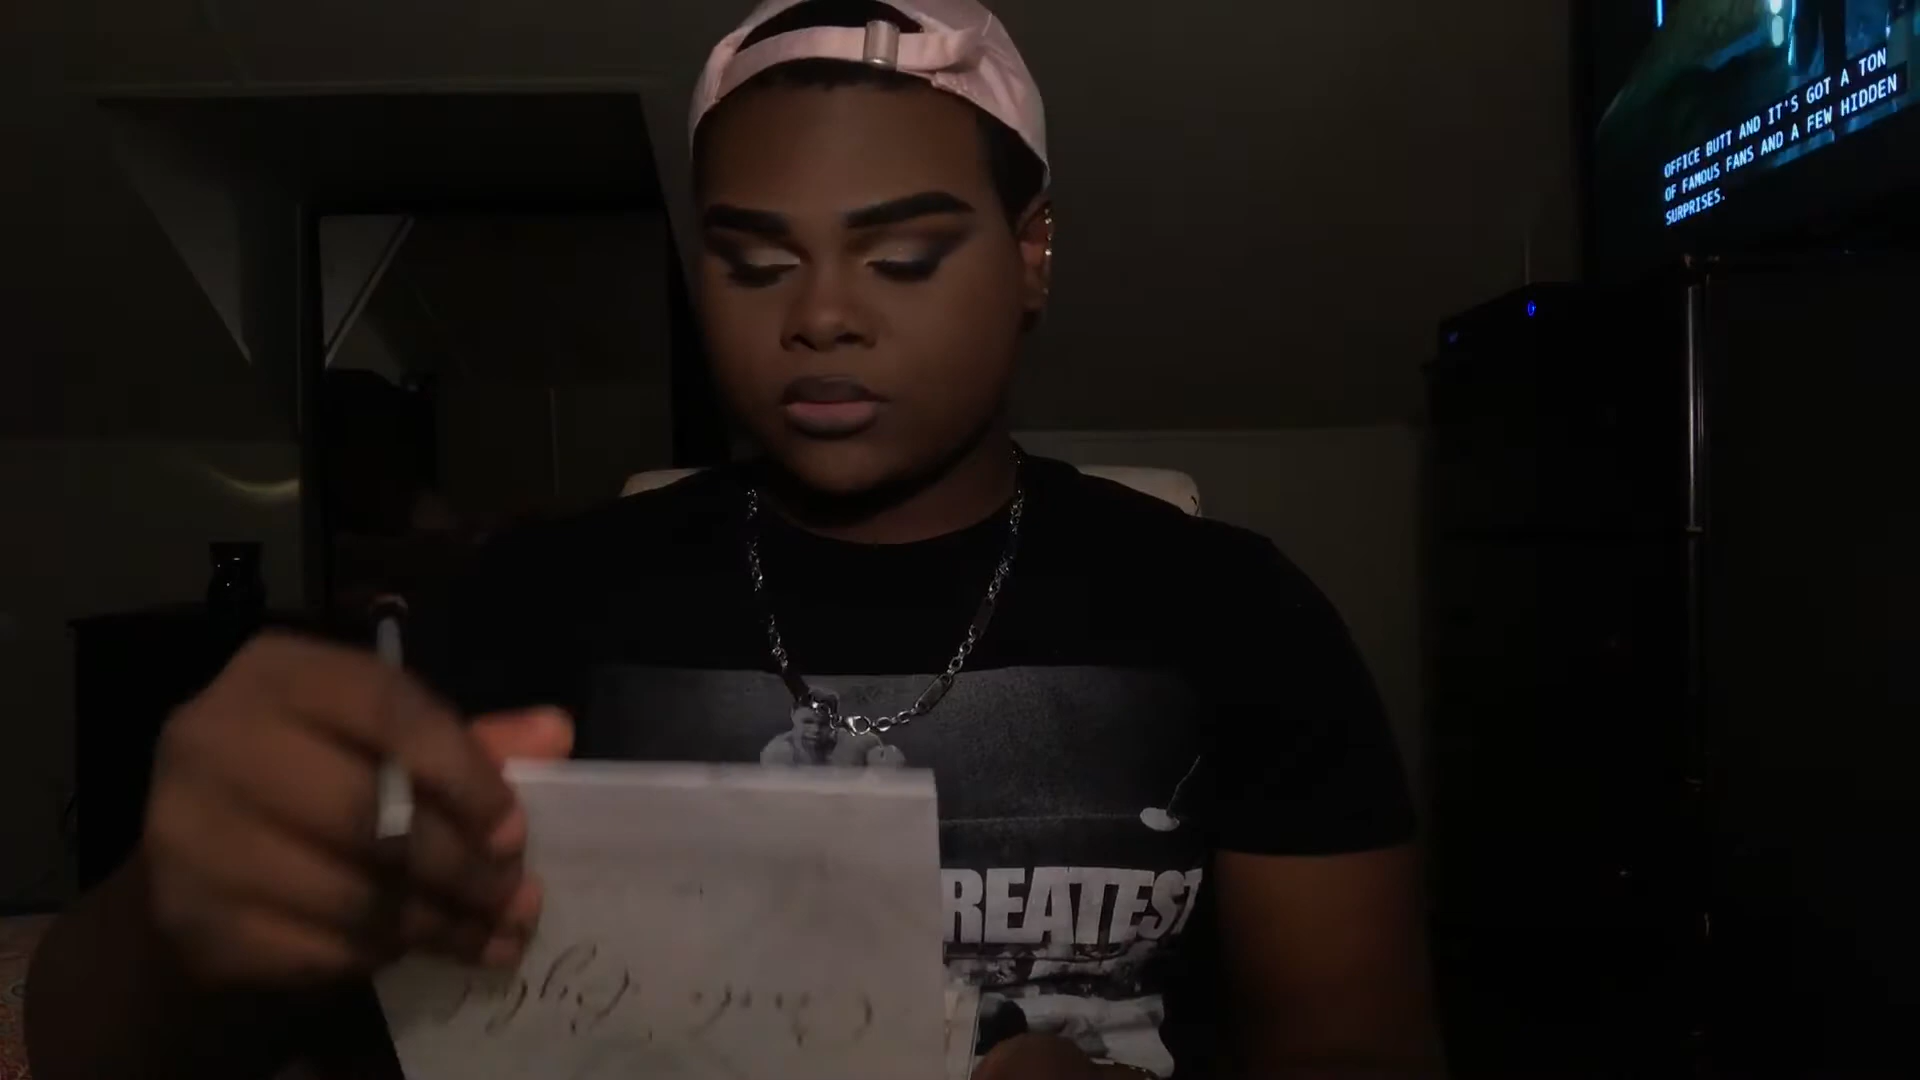 OFFICE BUTT AND IT'S GOT A TON
OF FAMOUS FANS AND A FEW HIDDEN
SURPRISES.
REATEST